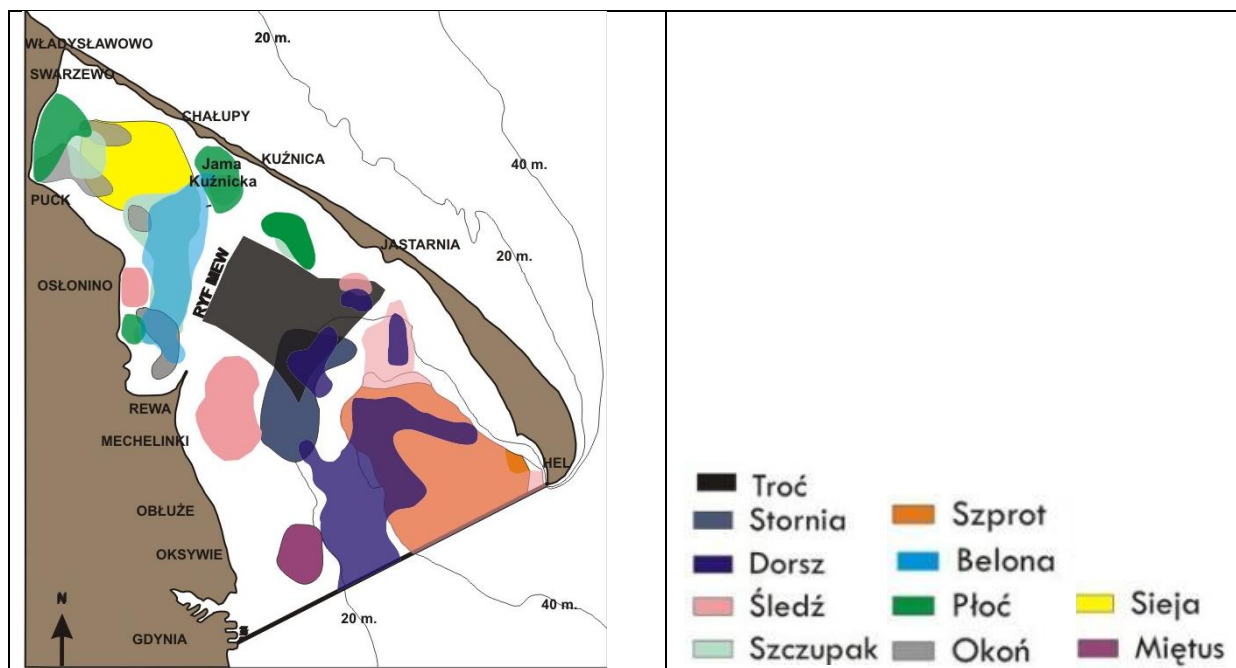 WŁADYSŁAWOWO
SWARZEWO
20 m.
CHAŁUPY
KUŹNICA
40 m.
Jama
Kuźnicka
PUCK
JASTARNIA
20 m.
OSŁONINO
RYF MEW
REWA
MECHELINKI
HEL
OBŁUŻE
OKSYWIE
N
GDYNIA
20 m.
40 m.
Troć
Stornia
Dorsz
Śledź
Szczupak
Szprot
Belona
Płoć
Okoń
Sieja
Miętus